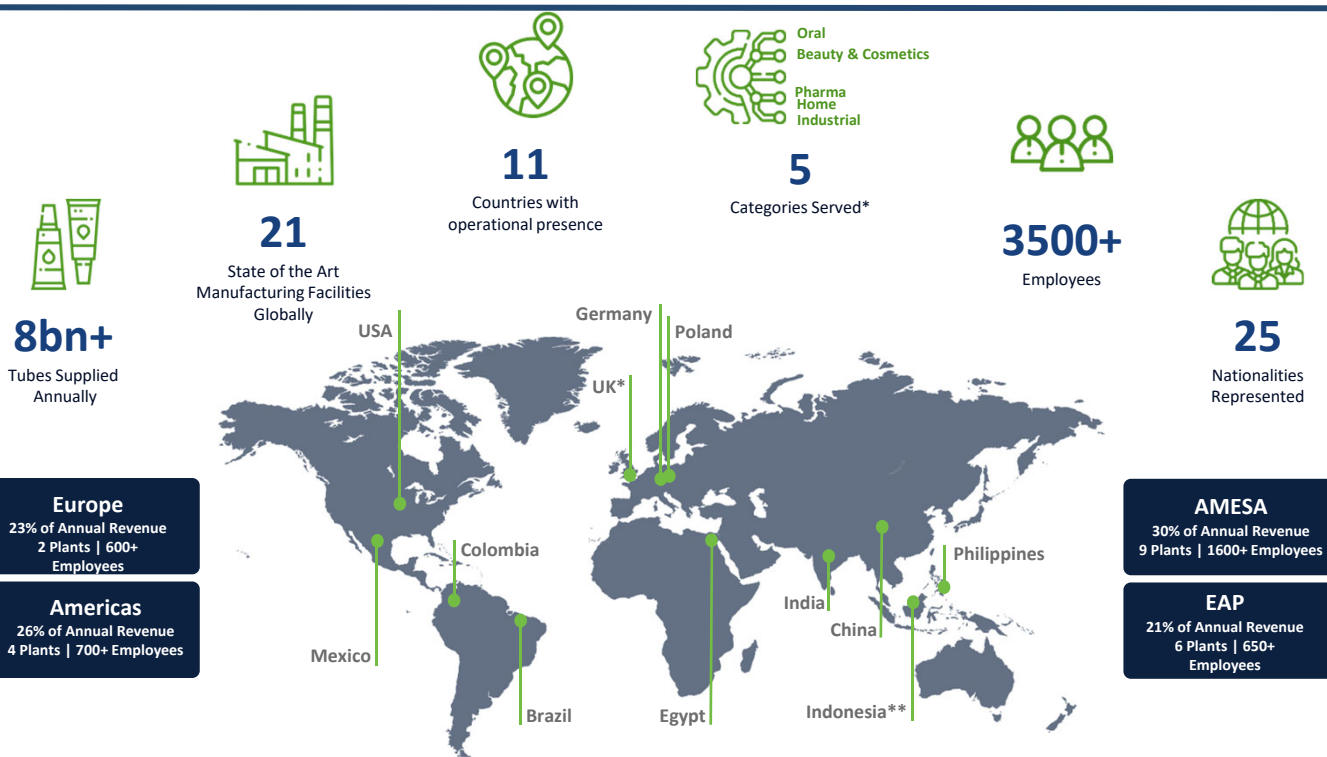 Oral
Beauty & Cosmetics
Pharma
Home
Industrial
11
Countries with
operational presence
5
Categories Served*
21
State of the Art
Manufacturing Facilities
Globally
3500+
Employees
8bn+
Tubes Supplied
Annually
25
Nationalities
Represented
USA
Germany
Poland
UK*
Europe
23% of Annual Revenue
2 Plants | 600+
Employees
AMESA
30% of Annual Revenue
9 Plants | 1600+ Employees
Colombia
Philippines
Americas
26% of Annual Revenue
4 Plants | 700+ Employees
EAP
21% of Annual Revenue
6 Plants | 650+
Employees
India
China
Mexico
Brazil
Egypt
Indonesia**